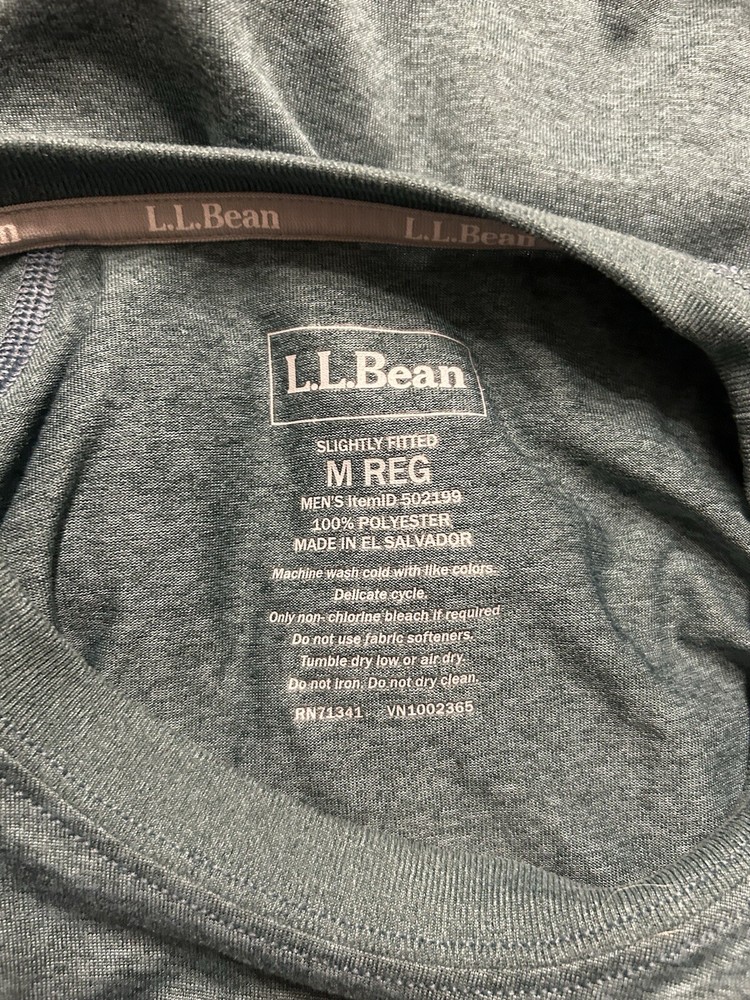 n L.L.Bean L.L.Bean
L.L.Bean
SLIGHTLY FITTED
M REG
MEN'S ItemID 502199
100% POLYESTER
MADE IN EL SALVADOR
Machine wash cold with like colors.
Delicate cycle.
Only non-chlorine bleach if required
Do not use fabric softeners.
Tumble dry low or air dry.
Do not iron. Do not dry clean.
RN71341 VN1002365